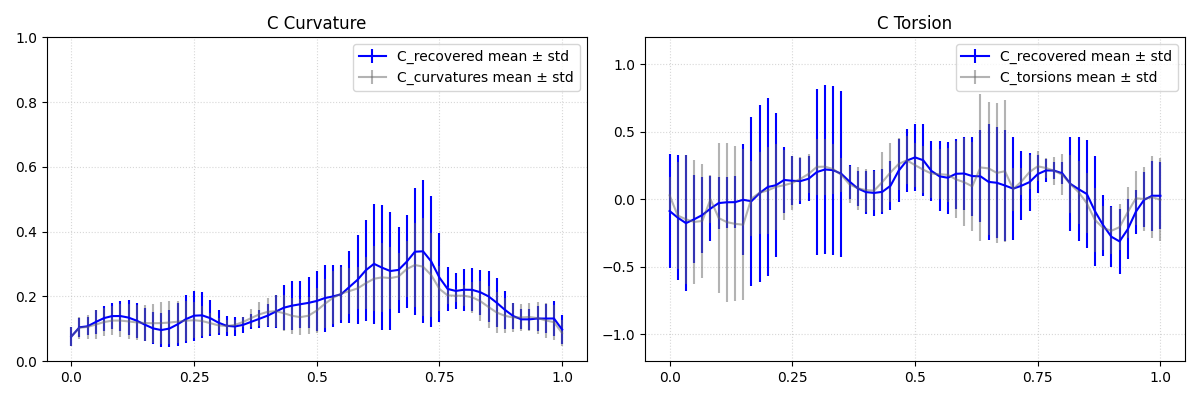 C Curvature
C_recovered mean ± std
C_curvatures mean ± std
1.0
0.8
0.6
0.4
0.2
0.0
0.0 0.25 0.5 0.75 1.0
C Torsion
C_recovered mean ± std
C_torsions mean ± std
1.0
0.5
0.0
−0.5
−1.0
0.0 0.25 0.5 0.75 1.0